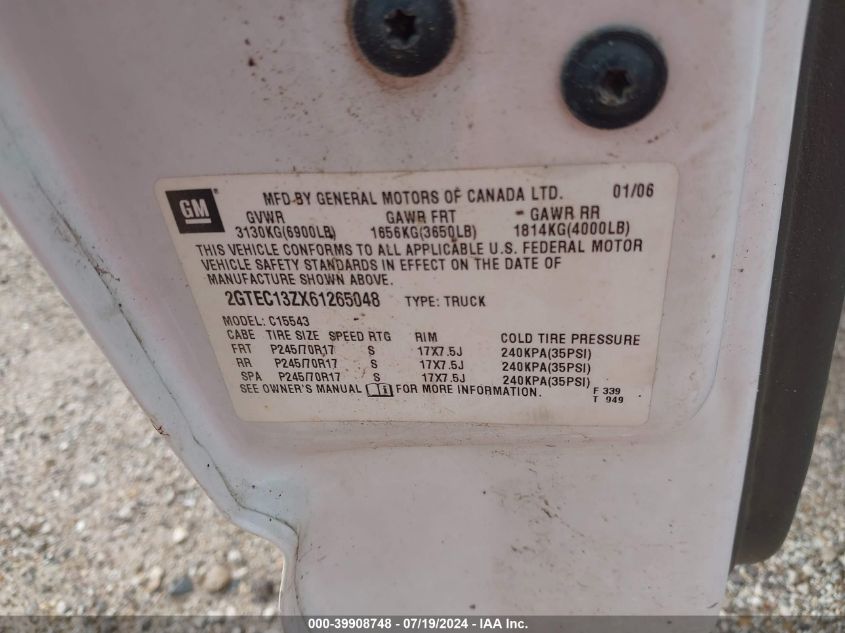 GM
MFD BY GENERAL MOTORS OF CANADA LTD. 01/06
GVWR GAWR FRT GAWR RR
3130KG(6900LB) 1656KG(3650LB) 1814KG(4000LB)
THIS VEHICLE CONFORMS TO ALL APPLICABLE U.S. FEDERAL MOTOR
VEHICLE SAFETY STANDARDS IN EFFECT ON THE DATE OF
MANUFACTURE SHOWN ABOVE.
2GTEC13ZX61265048 TYPE: TRUCK
MODEL: C15543
CABE TIRE SIZE SPEED RTG RIM COLD TIRE PRESSURE
FRT P245/70R17 S 17X7.5J 240KPA(35PSI)
RR P245/70R17 S 17X7.5J 240KPA(35PSI)
SPA P245/70R17 S 17X7.5J 240KPA(35PSI)
SEE OWNER'S MANUAL FOR MORE INFORMATION. F 339
T 949
000-39908748 - 07/19/2024 - IAA Inc.